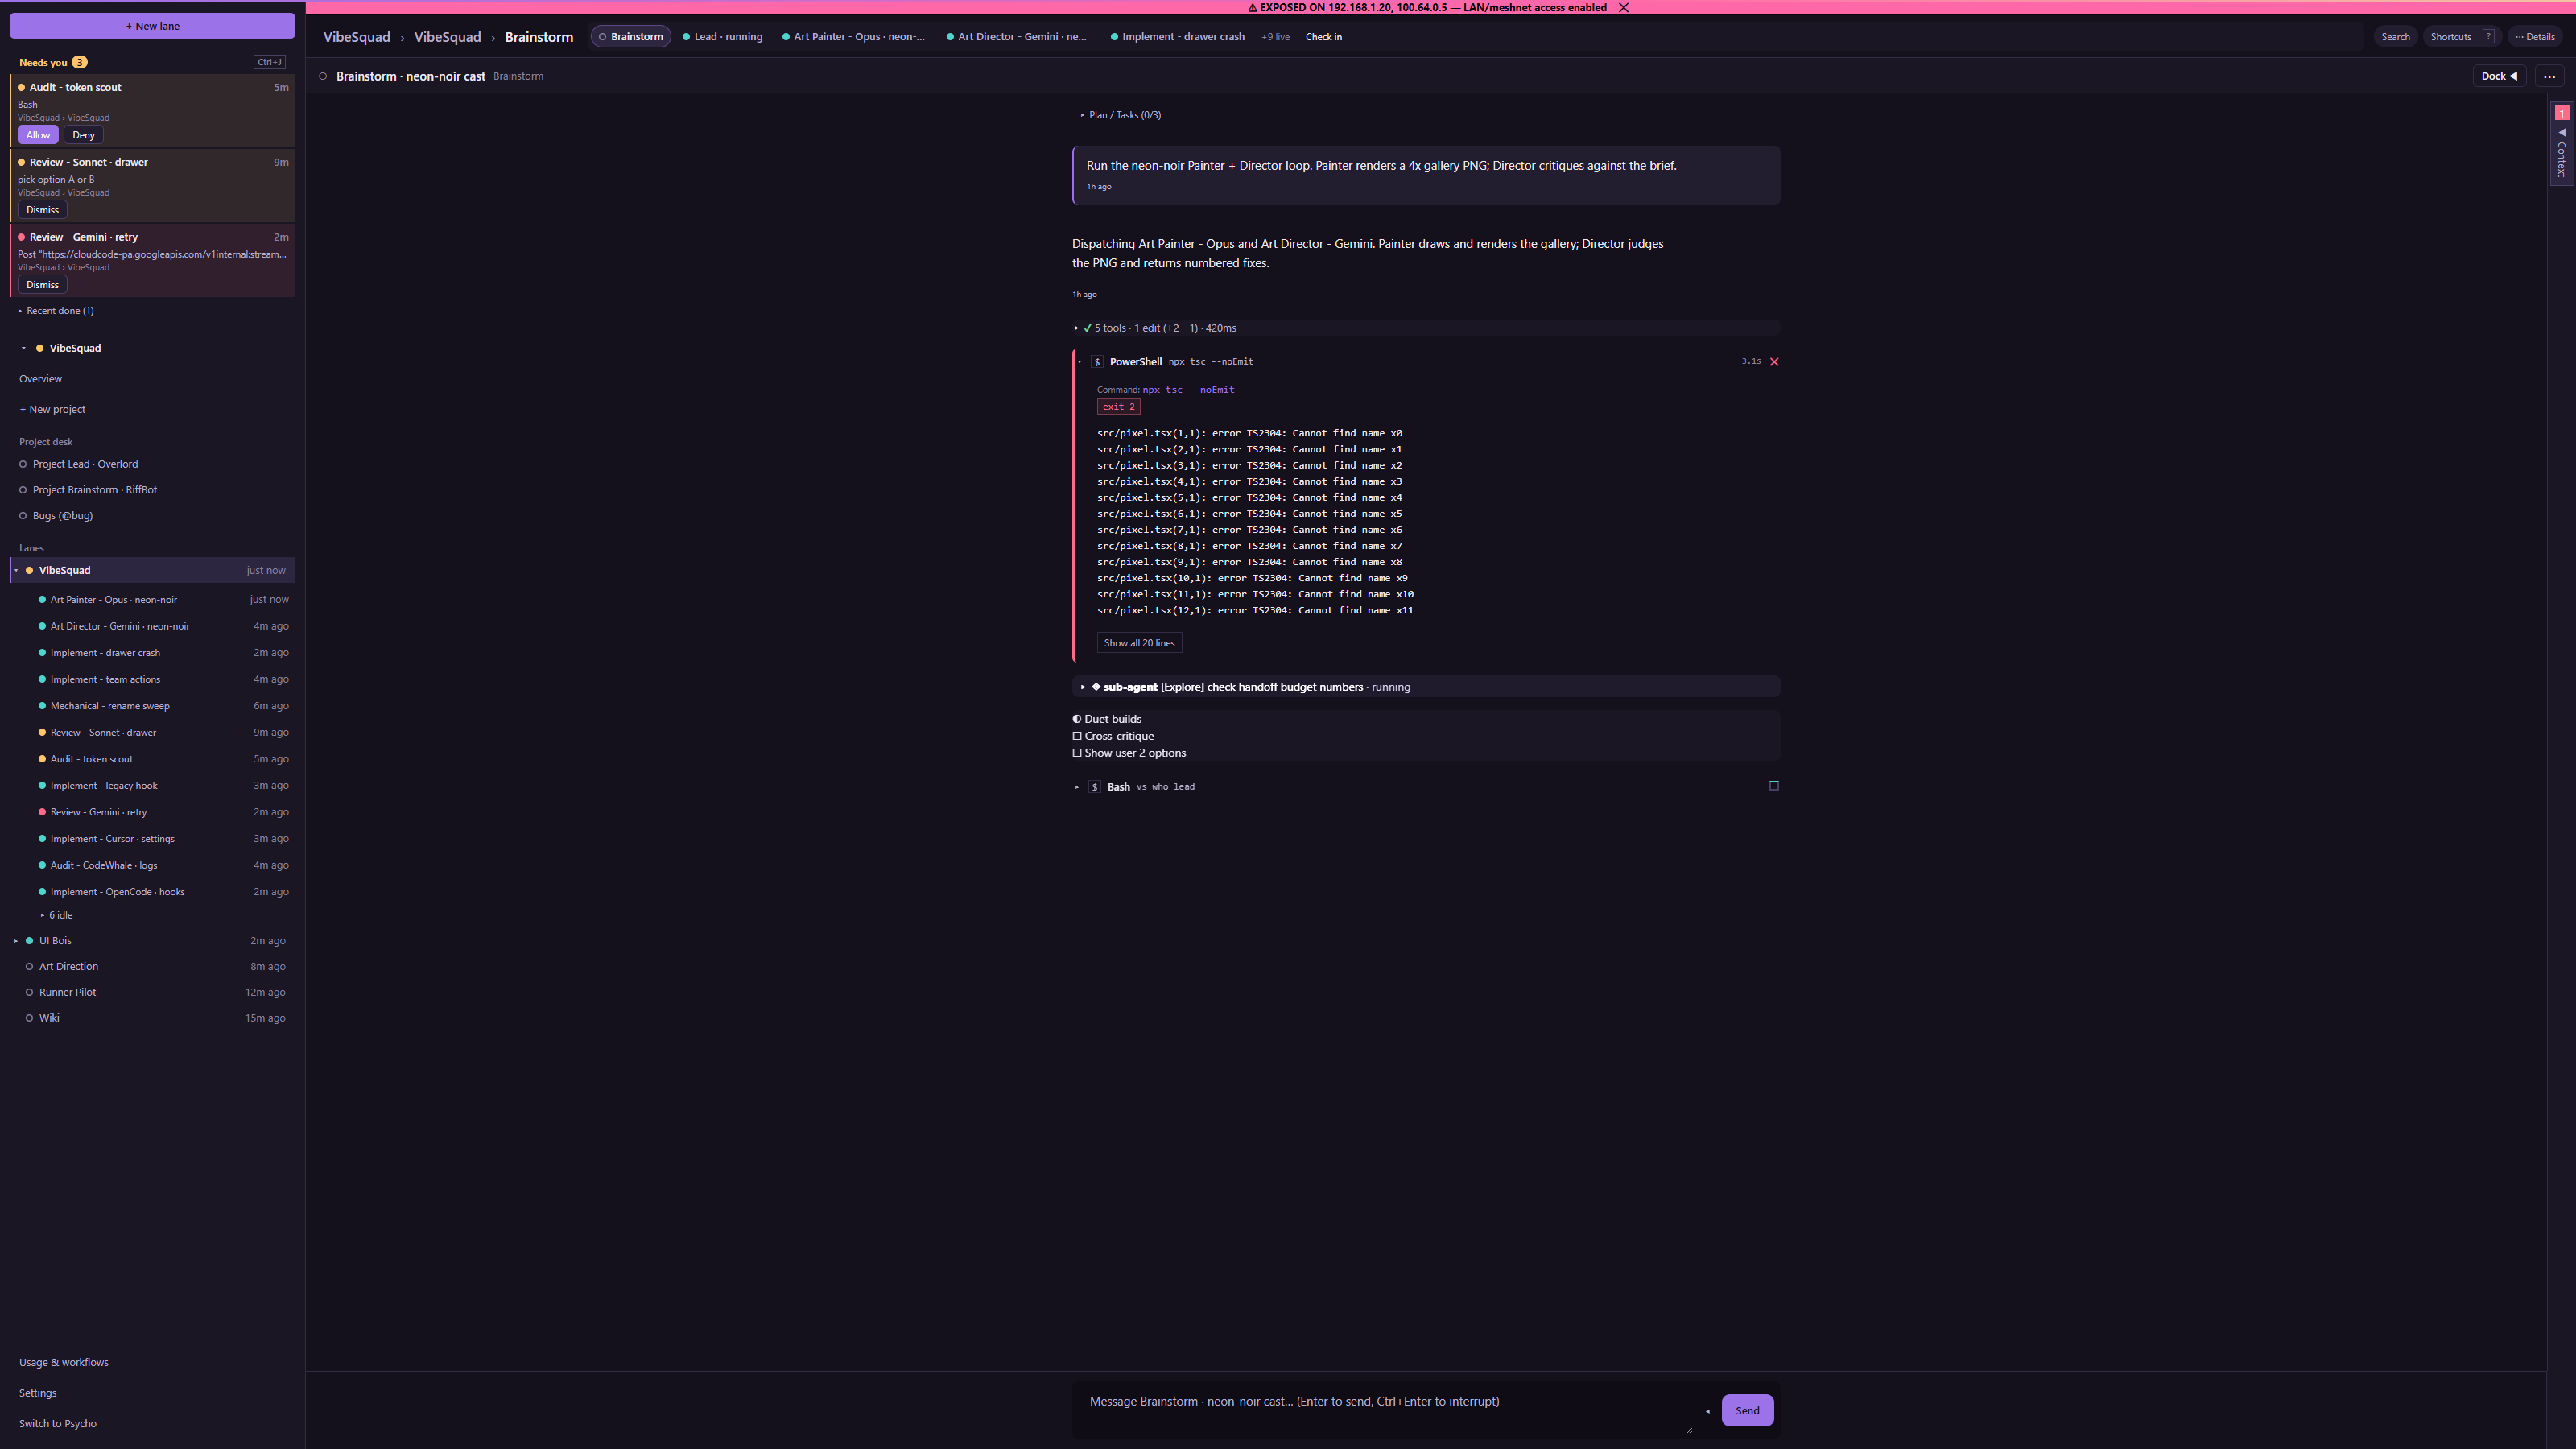 ⚠ EXPOSED ON 192.168.1.20, 100.64.0.5 — LAN/meshnet access enabled
+ New lane
Needs you 3 Ctrl+J
Audit - token scout 5m
Bash
VibeSquad › VibeSquad
Allow Deny
Review - Sonnet · drawer 9m
pick option A or B
VibeSquad › VibeSquad
Dismiss
Review - Gemini · retry 2m
Post "https://cloudcode-pa.googleapis.com/v1internal:stream...
VibeSquad › VibeSquad
Dismiss
Recent done (1)
VibeSquad
Overview
+ New project
Project desk
Project Lead · Overlord
Project Brainstorm · RiffBot
Bugs (@bug)
Lanes
VibeSquad just now
Art Painter - Opus · neon-noir just now
Art Director - Gemini · neon-noir 4m ago
Implement - drawer crash 2m ago
Implement - team actions 4m ago
Mechanical - rename sweep 6m ago
Review - Sonnet · drawer 9m ago
Audit - token scout 5m ago
Implement - legacy hook 3m ago
Review - Gemini · retry 2m ago
Implement - Cursor · settings 3m ago
Audit - CodeWhale · logs 4m ago
Implement - OpenCode · hooks 2m ago
6 idle
UI Bois 2m ago
Art Direction 8m ago
Runner Pilot 12m ago
Wiki 15m ago
Usage & workflows
Settings
Switch to Psycho
VibeSquad › VibeSquad › Brainstorm
Brainstorm Lead · running Art Painter - Opus · neon-... Art Director - Gemini · ne... Implement - drawer crash +9 live Check in
Search Shortcuts ? ··· Details
Brainstorm · neon-noir cast Brainstorm
Dock ◀ ...
1
◀ Context
Plan / Tasks (0/3)
Run the neon-noir Painter + Director loop. Painter renders a 4x gallery PNG; Director critiques against the brief.
1h ago
Dispatching Art Painter - Opus and Art Director - Gemini. Painter draws and renders the gallery; Director judges
the PNG and returns numbered fixes.
1h ago
✓ 5 tools · 1 edit (+2 −1) · 420ms
$ PowerShell npx tsc --noEmit 3.1s
Command: npx tsc --noEmit
exit 2
src/pixel.tsx(1,1): error TS2304: Cannot find name x0
src/pixel.tsx(2,1): error TS2304: Cannot find name x1
src/pixel.tsx(3,1): error TS2304: Cannot find name x2
src/pixel.tsx(4,1): error TS2304: Cannot find name x3
src/pixel.tsx(5,1): error TS2304: Cannot find name x4
src/pixel.tsx(6,1): error TS2304: Cannot find name x5
src/pixel.tsx(7,1): error TS2304: Cannot find name x6
src/pixel.tsx(8,1): error TS2304: Cannot find name x7
src/pixel.tsx(9,1): error TS2304: Cannot find name x8
src/pixel.tsx(10,1): error TS2304: Cannot find name x9
src/pixel.tsx(11,1): error TS2304: Cannot find name x10
src/pixel.tsx(12,1): error TS2304: Cannot find name x11
Show all 20 lines
❖ sub-agent [Explore] check handoff budget numbers · running
◐ Duet builds
☐ Cross-critique
☐ Show user 2 options
$ Bash vs who lead
Message Brainstorm · neon-noir cast... (Enter to send, Ctrl+Enter to interrupt)
Send